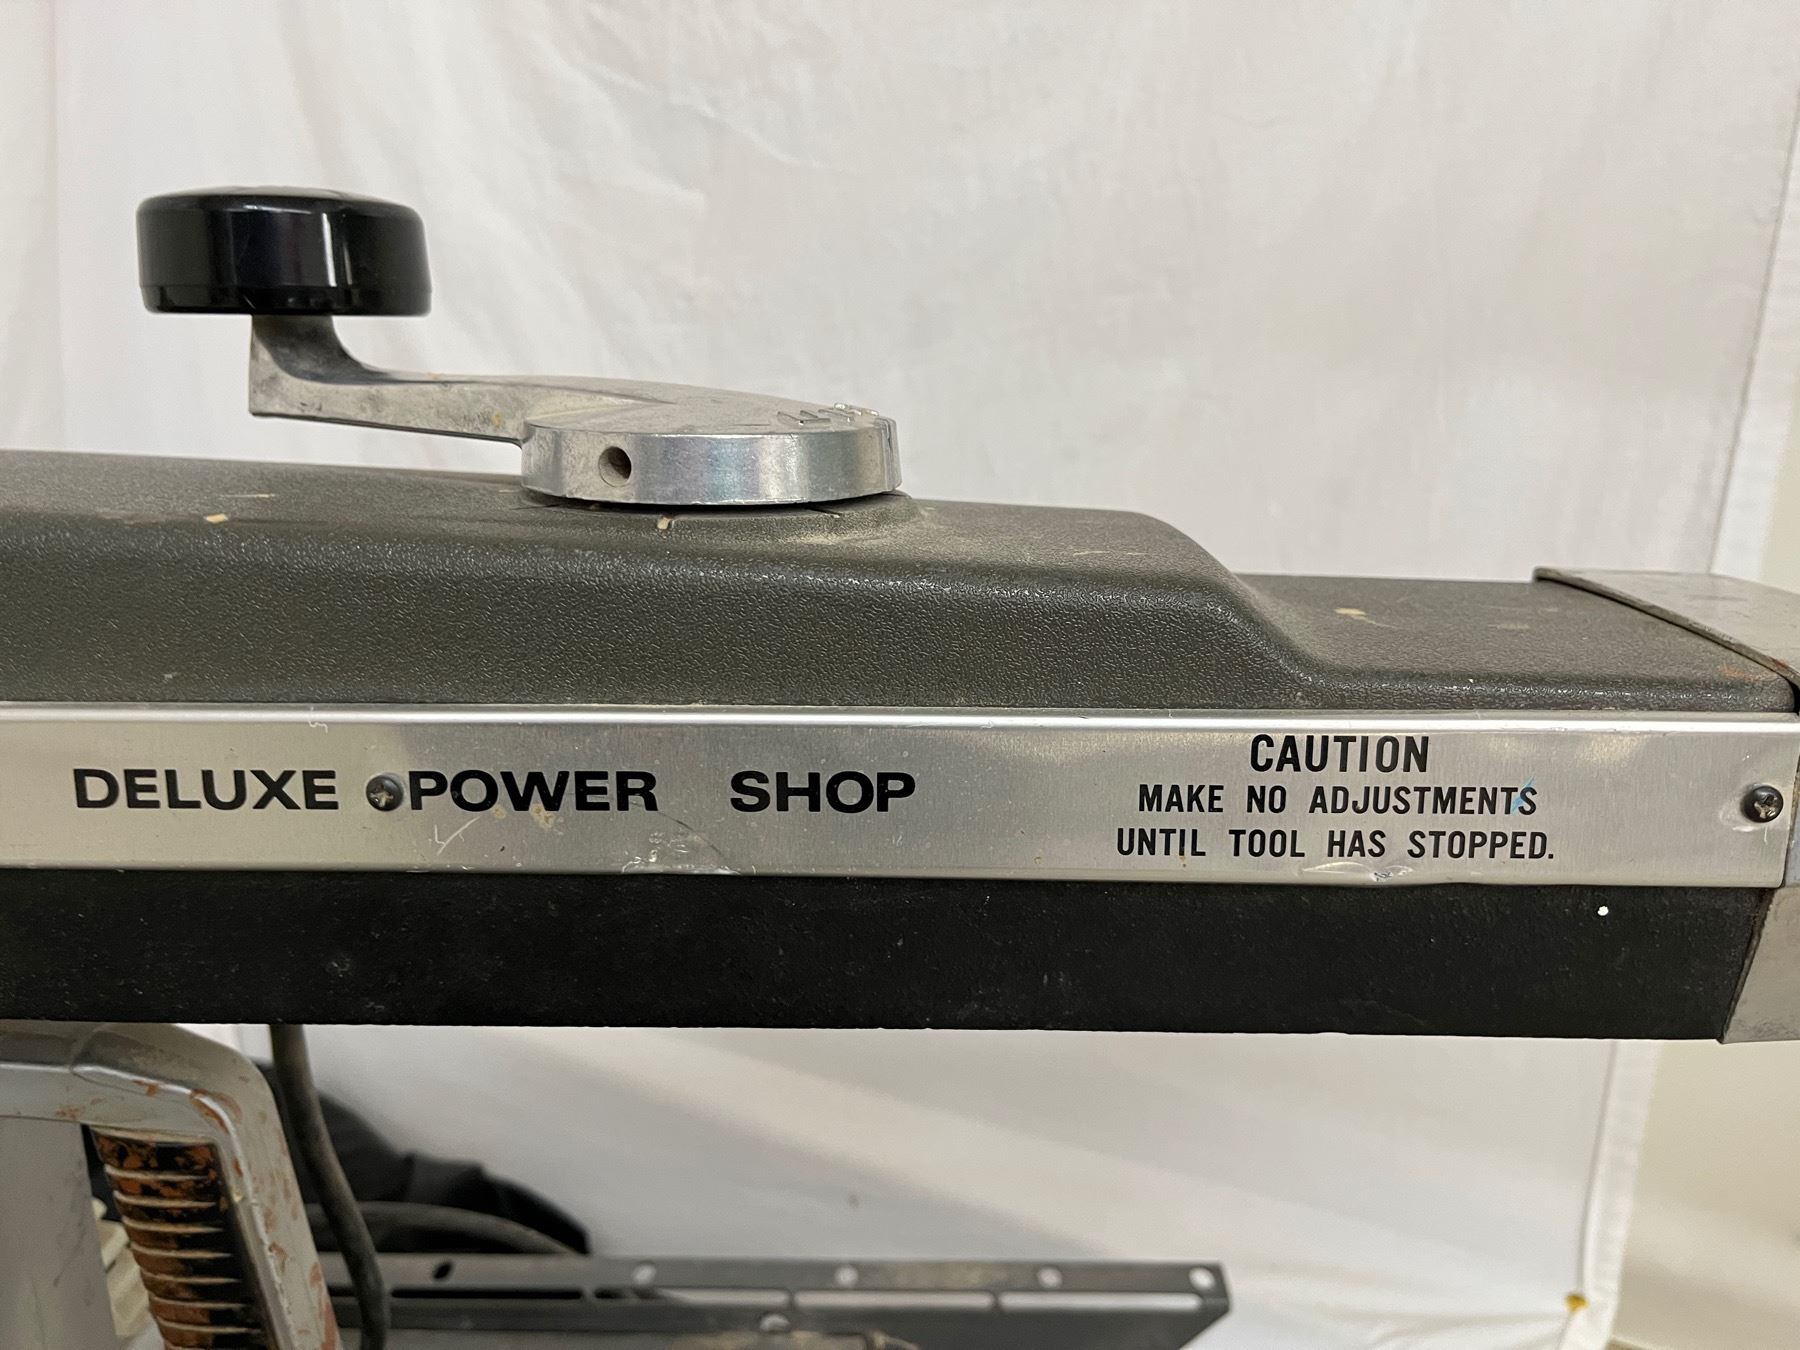 DELUXE POWER SHOP
CAUTION
MAKE NO ADJUSTMENTS
UNTIL TOOL HAS STOPPED.